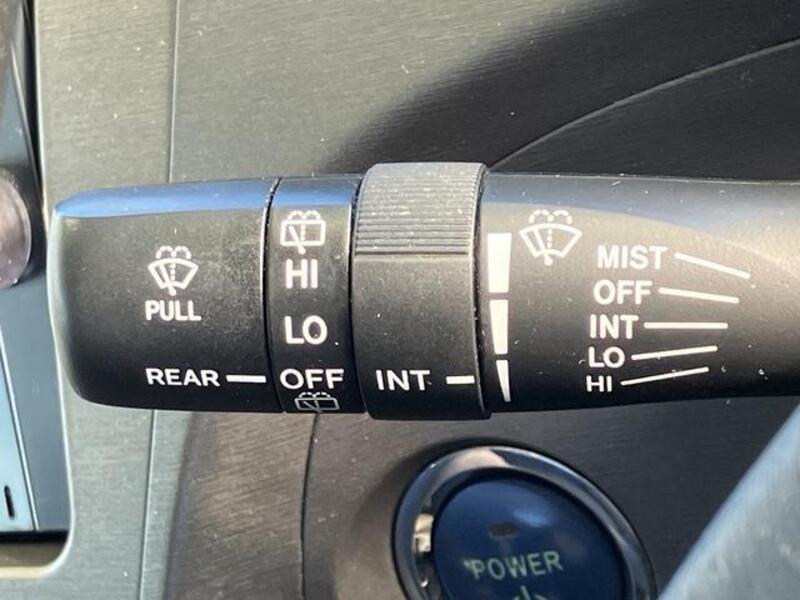 PULL
REAR
HI
LO
OFF
INT
MIST
OFF
INT
LO
HI
POWER